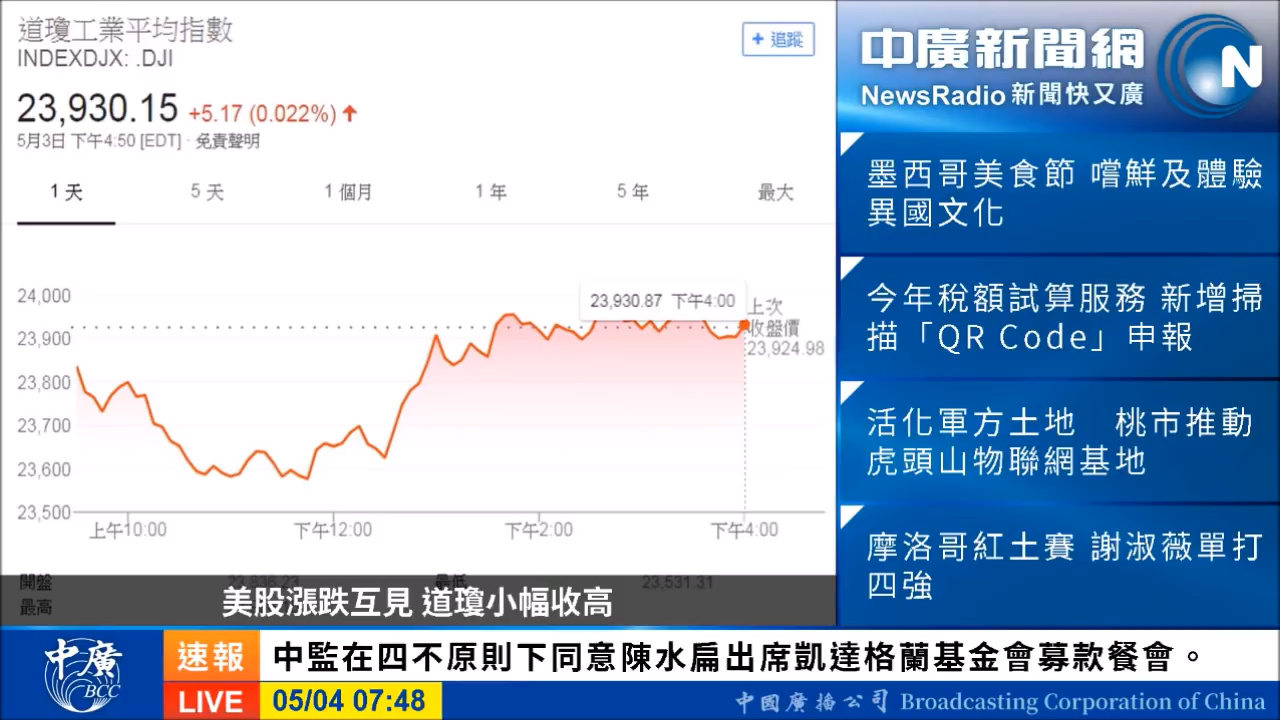 道瓊工業平均指數
INDEXDJX: .DJI
+ 追蹤
23,930.15 +5.17 (0.022%)
5月3日 下午4:50 [EDT] · 免責聲明
1 天 5 天 1 個月 1 年 5 年 最大
24,000
23,900
23,800
23,700
23,600
23,500
23,930.87 下午4:00
上次
收盤價
23,924.98
上午10:00 下午12:00 下午2:00 下午4:00
開盤 最低 23,531.31
最高
美股漲跌互見 道瓊小幅收高
中廣新聞網
NewsRadio 新聞快又廣
N
墨西哥美食節 嚐鮮及體驗
異國文化
今年稅額試算服務 新增掃
描「QR Code」申報
活化軍方土地 桃市推動
虎頭山物聯網基地
摩洛哥紅土賽 謝淑薇單打
四強
中廣
BCC
速報 中監在四不原則下同意陳水扁出席凱達格蘭基金會募款餐會。
LIVE 05/04 07:48
中國廣播公司 Broadcasting Corporation of China